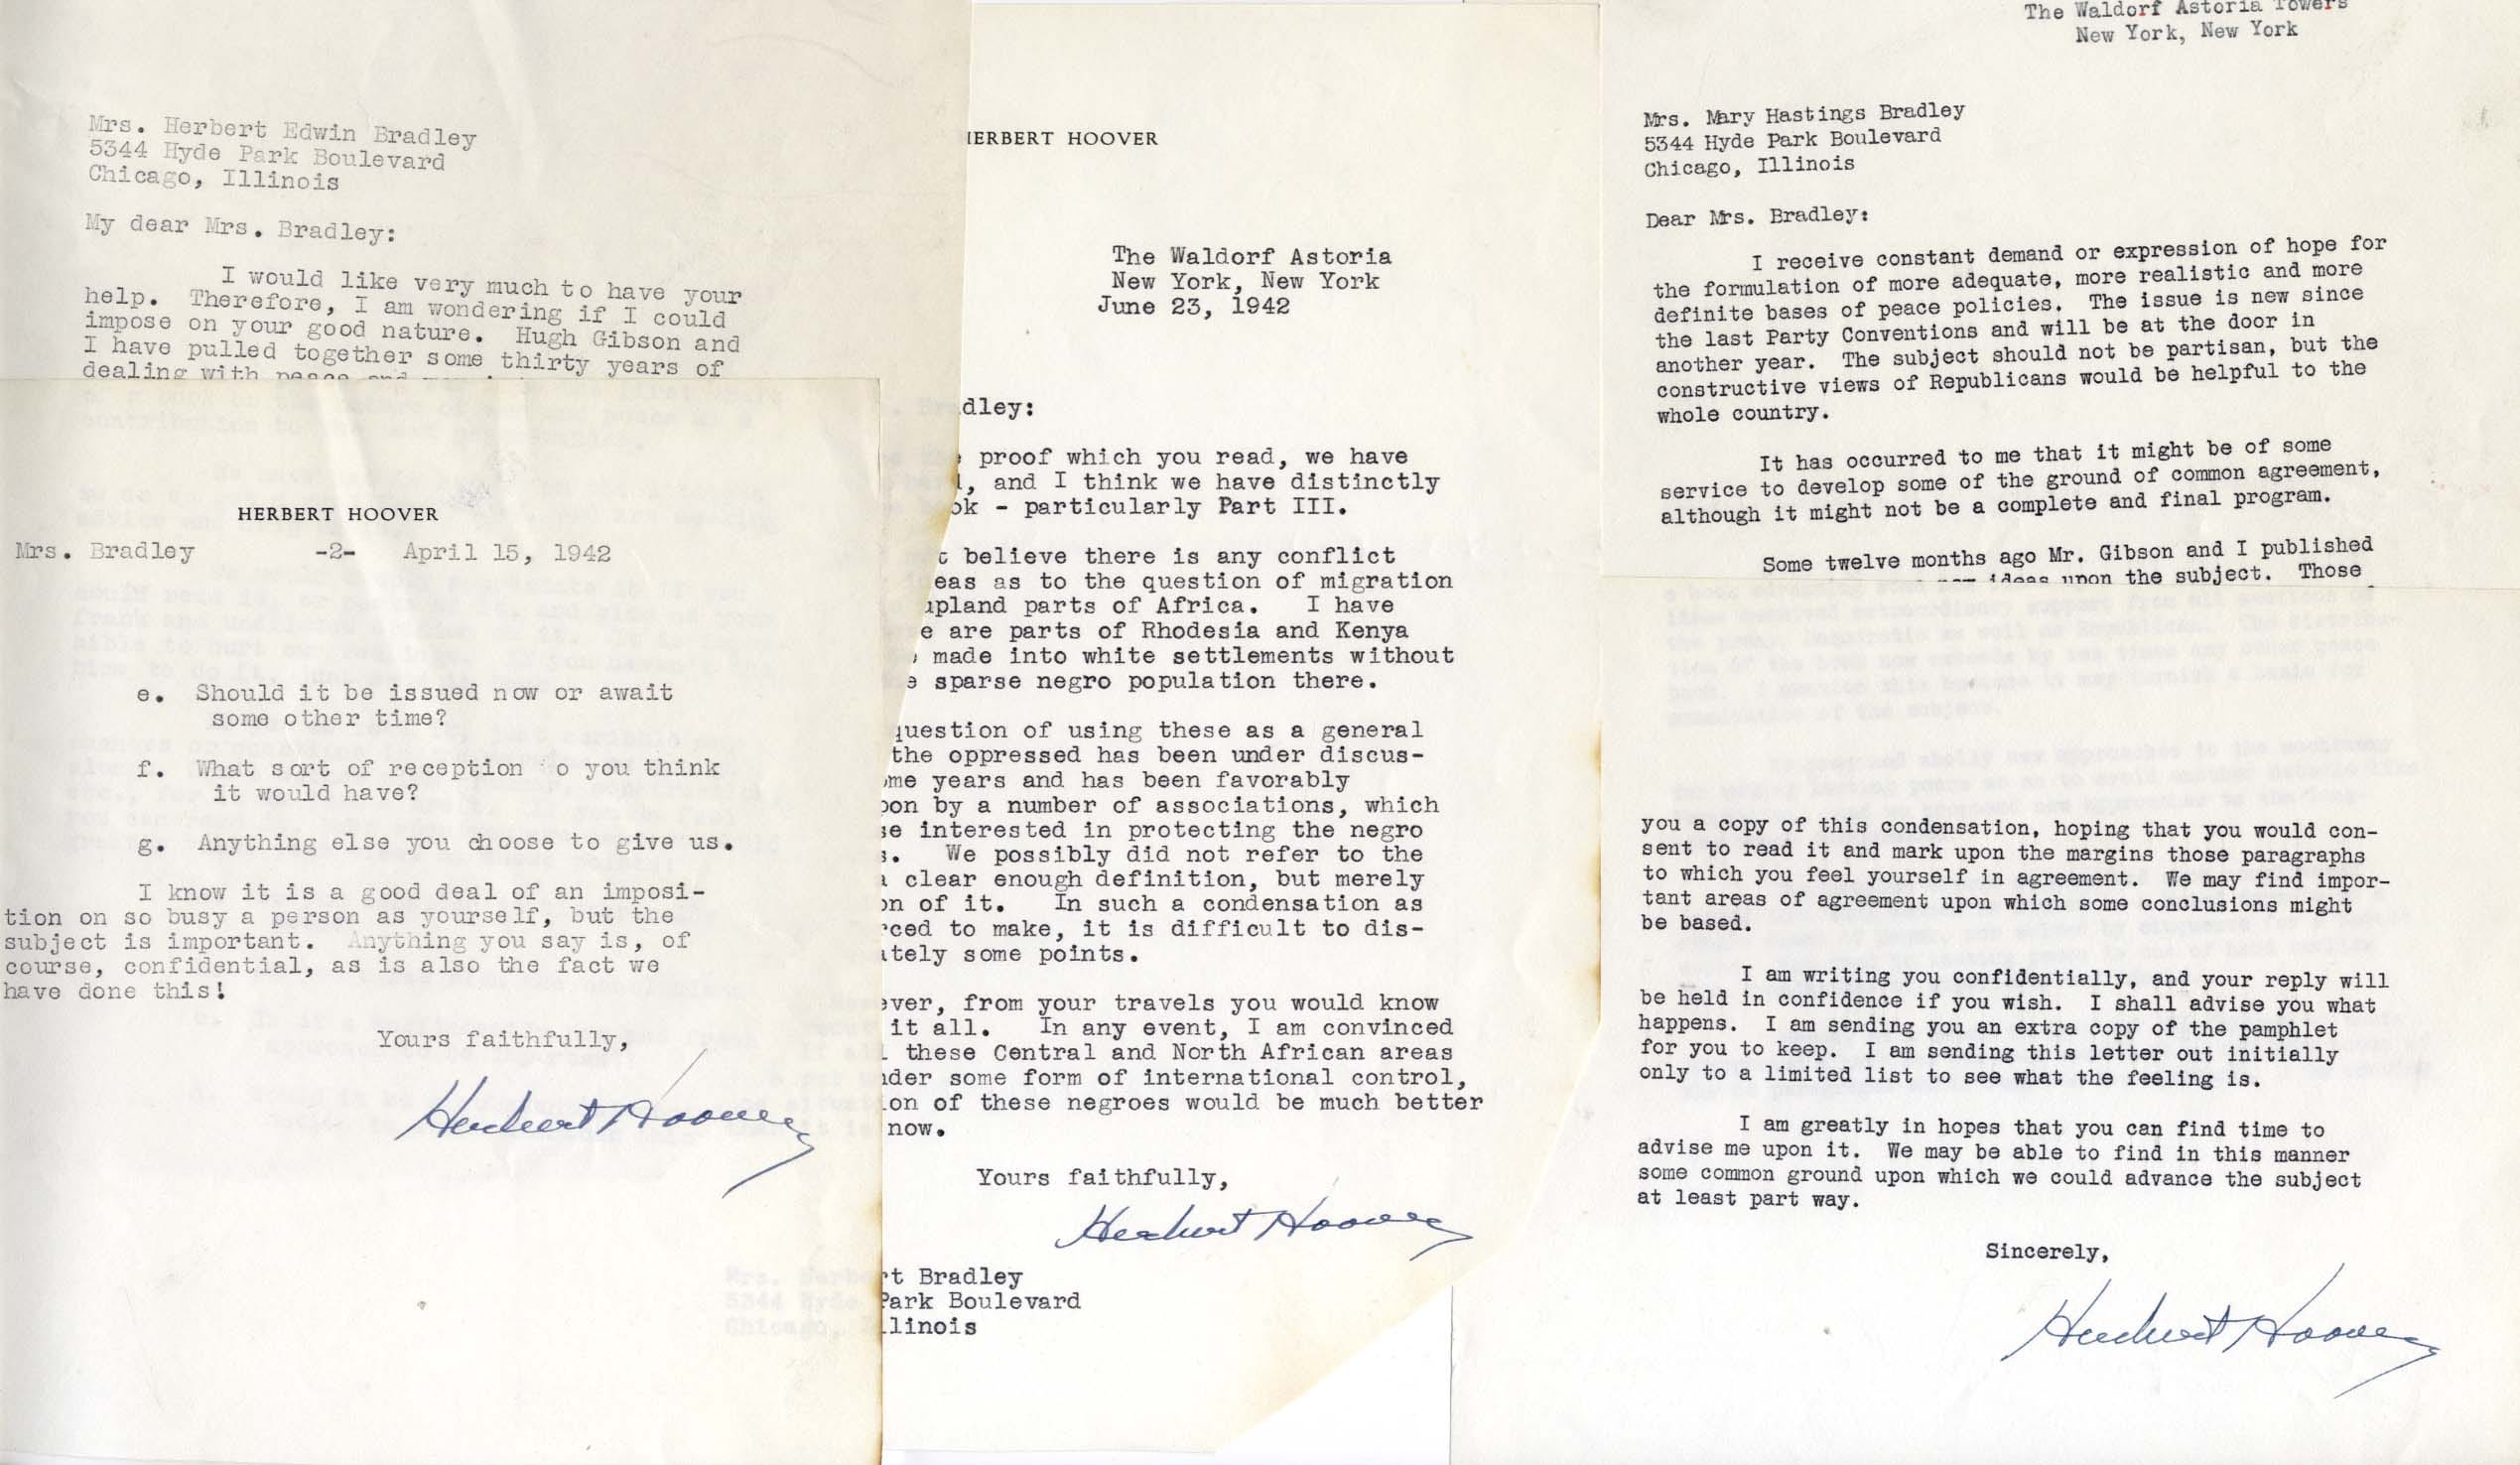 Mrs. Herbert Edwin Bradley
5344 Hyde Park Boulevard
Chicago, Illinois
My dear Mrs. Bradley:
I would like very much to have your
help. Therefore, I am wondering if I could
impose on your good nature. Hugh Gibson and
I have pulled together some thirty years of
dealing with peace and
HERBERT HOOVER
Mrs. Bradley -2- April 15, 1942
e. Should it be issued now or await
some other time?
f. What sort of reception o you think
it would have?
g. Anything else you choose to give us.
I know it is a good deal of an imposi-
tion on so busy a person as yourself, but the
subject is important. Anything you say is, of
course, confidential, as is also the fact we
have done this!
Yours faithfully,
Herbert Hoover
HERBERT HOOVER
The Waldorf Astoria
New York, New York
June 23, 1942
dley:
proof which you read, we have
, and I think we have distinctly
ok - particularly Part III.
t believe there is any conflict
eas as to the question of migration
upland parts of Africa. I have
e are parts of Rhodesia and Kenya
made into white settlements without
e sparse negro population there.
question of using these as a general
the oppressed has been under discus-
ome years and has been favorably
pon by a number of associations, which
se interested in protecting the negro
s. We possibly did not refer to the
a clear enough definition, but merely
on of it. In such a condensation as
rced to make, it is difficult to dis-
ately some points.
ever, from your travels you would know
it all. In any event, I am convinced
l these Central and North African areas
nder some form of international control,
ion of these negroes would be much better
now.
Yours faithfully,
Herbert Hoover
rt Bradley
Park Boulevard
llinois
The Waldorf Astoria Towers
New York, New York
Mrs. Mary Hastings Bradley
5344 Hyde Park Boulevard
Chicago, Illinois
Dear Mrs. Bradley:
I receive constant demand or expression of hope for
the formulation of more adequate, more realistic and more
definite bases of peace policies. The issue is new since
the last Party Conventions and will be at the door in
another year. The subject should not be partisan, but the
constructive views of Republicans would be helpful to the
whole country.
It has occurred to me that it might be of some
service to develop some of the ground of common agreement,
although it might not be a complete and final program.
Some twelve months ago Mr. Gibson and I published
new ideas upon the subject. Those
you a copy of this condensation, hoping that you would con-
sent to read it and mark upon the margins those paragraphs
to which you feel yourself in agreement. We may find impor-
tant areas of agreement upon which some conclusions might
be based.
I am writing you confidentially, and your reply will
be held in confidence if you wish. I shall advise you what
happens. I am sending you an extra copy of the pamphlet
for you to keep. I am sending this letter out initially
only to a limited list to see what the feeling is.
I am greatly in hopes that you can find time to
advise me upon it. We may be able to find in this manner
some common ground upon which we could advance the subject
at least part way.
Sincerely,
Herbert Hoover